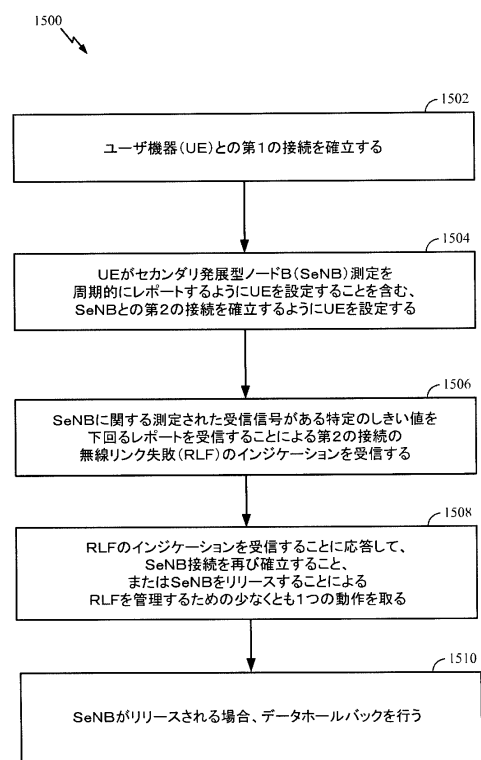 1500
1502
ユーザ機器(UE)との第1の接続を確立する
1504
UEがセカンダリ発展型ノードB(SeNB)測定を
周期的にレポートするようにUEを設定することを含む、
SeNBとの第2の接続を確立するようにUEを設定する
1506
SeNBに関する測定された受信信号がある特定のしきい値を
下回るレポートを受信することによる第2の接続の
無線リンク失敗(RLF)のインジケーションを受信する
1508
RLFのインジケーションを受信することに応答して、
SeNB接続を再び確立すること、
またはSeNBをリリースすることによる
RLFを管理するための少なくとも1つの動作を取る
1510
SeNBがリリースされる場合、データホールバックを行う